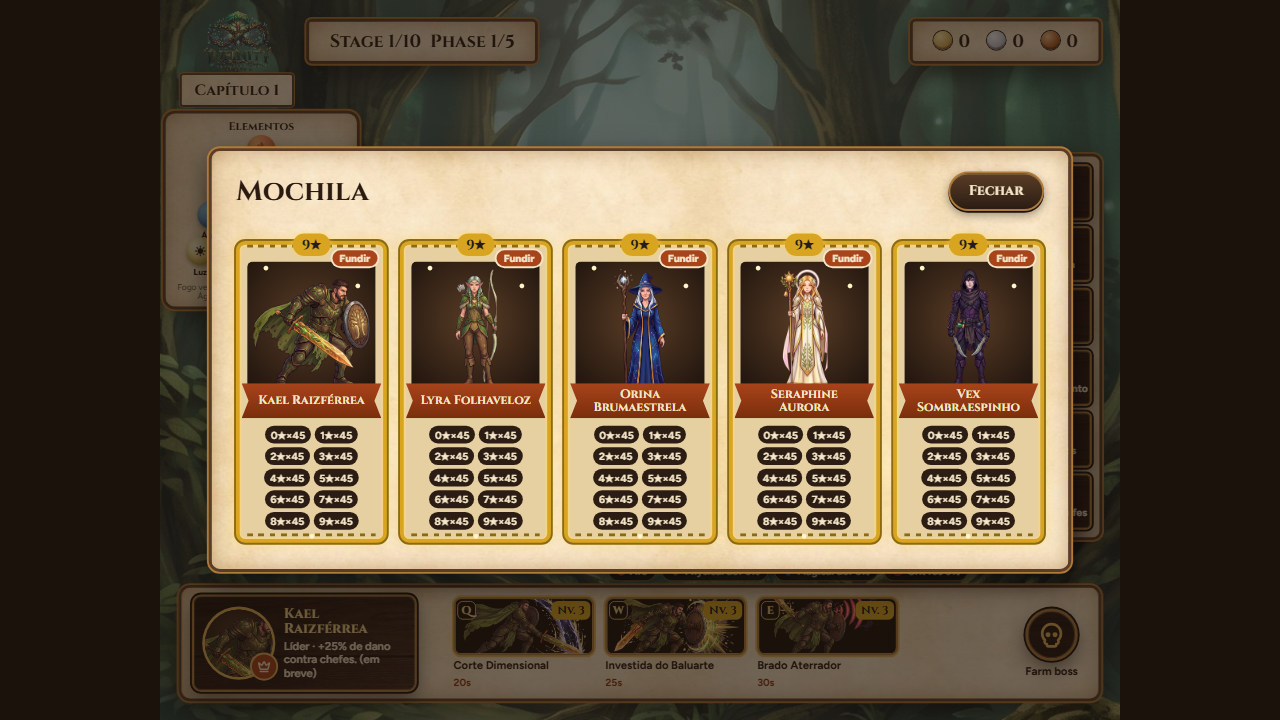 STAGE 1/10 PHASE 1/5
0 0 0
CAPÍTULO 1
ELEMENTOS
MOCHILA
FECHAR
9★
Fundir
KAEL RAIZFÉRREA
0★×45 1★×45
2★×45 3★×45
4★×45 5★×45
6★×45 7★×45
8★×45 9★×45
9★
Fundir
LYRA FOLHAVELOZ
0★×45 1★×45
2★×45 3★×45
4★×45 5★×45
6★×45 7★×45
8★×45 9★×45
9★
Fundir
ORINA
BRUMAESTRELA
0★×45 1★×45
2★×45 3★×45
4★×45 5★×45
6★×45 7★×45
8★×45 9★×45
9★
Fundir
SERAPHINE
AURORA
0★×45 1★×45
2★×45 3★×45
4★×45 5★×45
6★×45 7★×45
8★×45 9★×45
9★
Fundir
VEX
SOMBRAESPINHO
0★×45 1★×45
2★×45 3★×45
4★×45 5★×45
6★×45 7★×45
8★×45 9★×45
KAEL
RAIZFÉRREA
Líder · +25% de dano
contra chefes. (em
breve)
Q NV. 3
Corte Dimensional
20s
W NV. 3
Investida do Baluarte
25s
E NV. 3
Brado Aterrador
30s
Farm boss